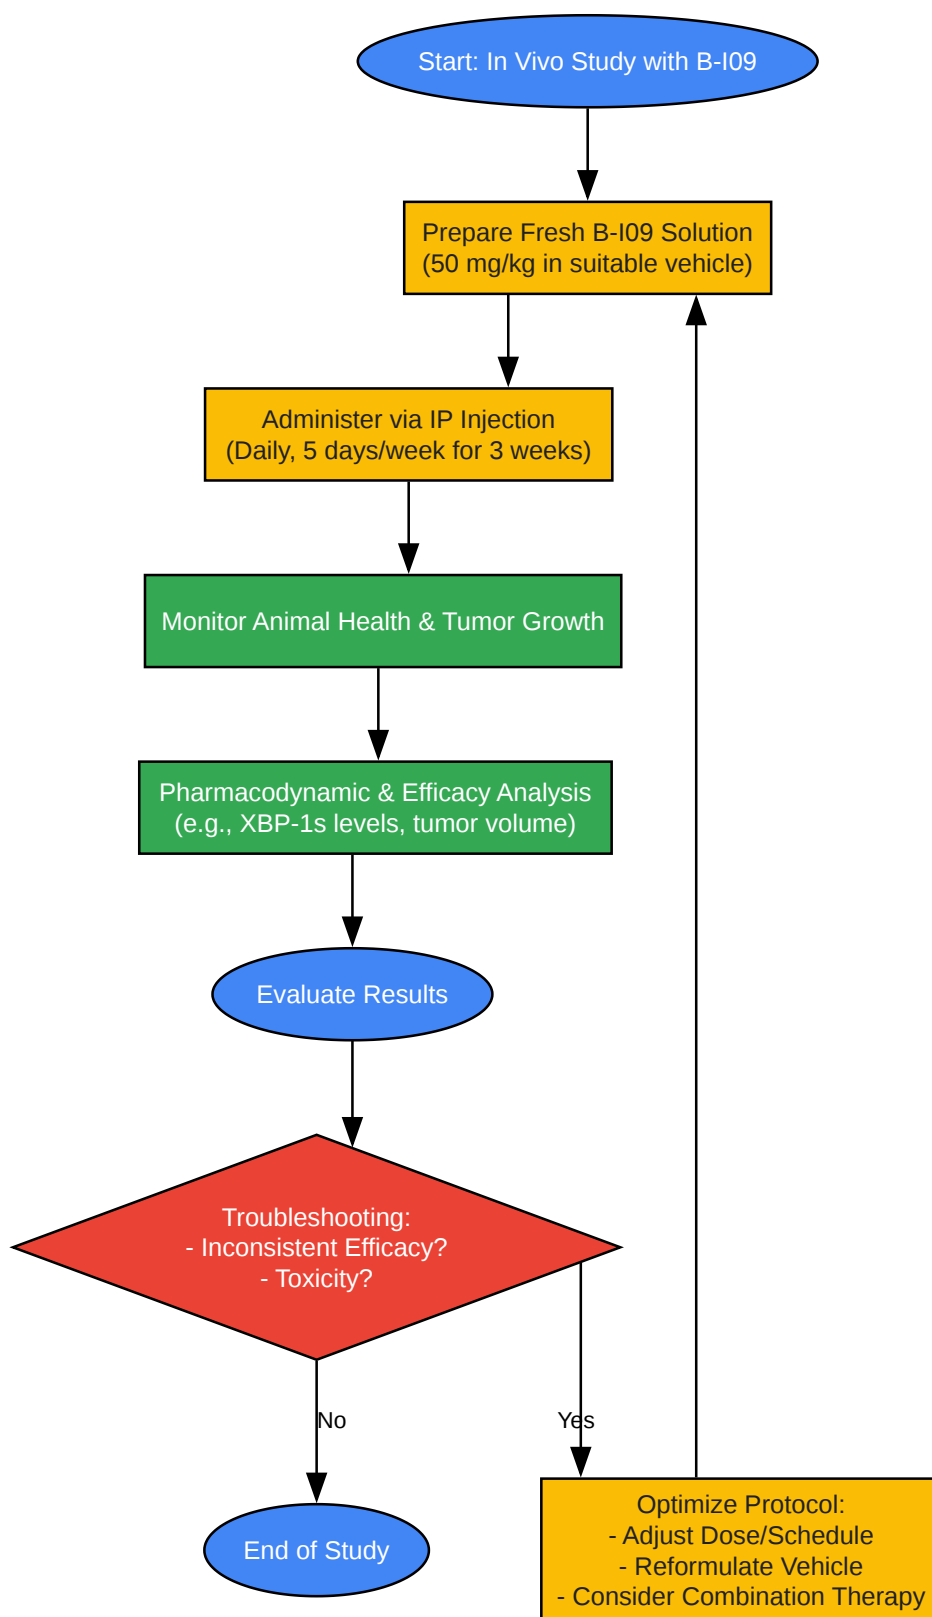 Start: In Vivo Study with B-I09
Prepare Fresh B-I09 Solution
(50 mg/kg in suitable vehicle)
Administer via IP Injection
(Daily, 5 days/week for 3 weeks)
Monitor Animal Health & Tumor Growth
Pharmacodynamic & Efficacy Analysis
(e.g., XBP-1s levels, tumor volume)
Evaluate Results
Troubleshooting:
- Inconsistent Efficacy?
- Toxicity?
No
Yes
Optimize Protocol:
- Adjust Dose/Schedule
- Reformulate Vehicle
- Consider Combination Therapy
End of Study